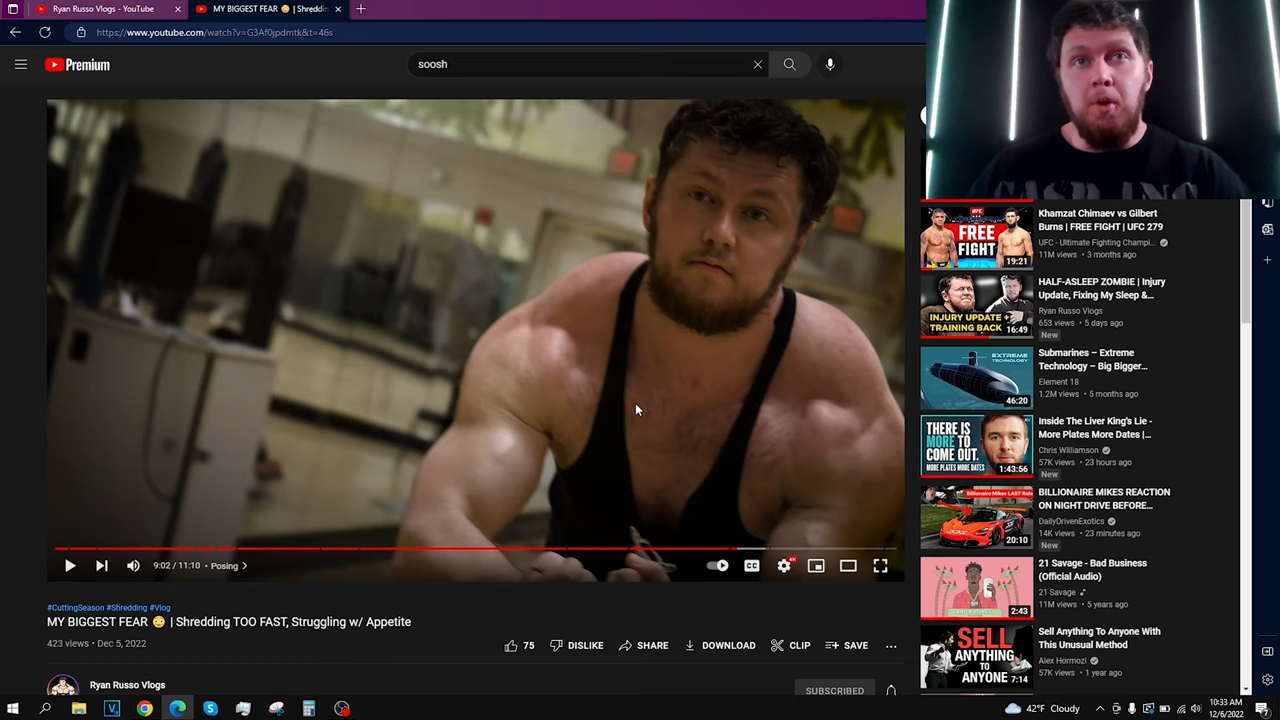 Ryan Russo Vlogs - YouTube
MY BIGGEST FEAR 😳 | Shreddin
https://www.youtube.com/watch?v=G3Af0jpdmtk&t=46s
Premium
soosh
9:02 / 11:10 • Posing
CC
4K
#CuttingSeason #Shredding #Vlog
MY BIGGEST FEAR 😳 | Shredding TOO FAST, Struggling w/ Appetite
423 views • Dec 5, 2022
75
DISLIKE
SHARE
DOWNLOAD
CLIP
SAVE
Ryan Russo Vlogs
SUBSCRIBED
UFC
FREE
FIGHT
19:21
Khamzat Chimaev vs Gilbert
Burns | FREE FIGHT | UFC 279
UFC - Ultimate Fighting Champi...
11M views • 3 months ago
INJURY UPDATE +
TRAINING BACK
16:49
HALF-ASLEEP ZOMBIE | Injury
Update, Fixing My Sleep &...
Ryan Russo Vlogs
653 views • 5 days ago
New
EXTREME
TECHNOLOGY
46:20
Submarines – Extreme
Technology – Big Bigger...
Element 18
1.2M views • 5 months ago
THERE IS
MORE TO
COME OUT.
MORE PLATES MORE DATES
1:43:56
Inside The Liver King's Lie -
More Plates More Dates |...
Chris Williamson
57K views • 23 hours ago
New
Billionaire Mikes LAST Ride
20:10
BILLIONAIRE MIKES REACTION
ON NIGHT DRIVE BEFORE...
DailyDrivenExotics
14K views • 23 minutes ago
New
2:43
21 Savage - Bad Business
(Official Audio)
21 Savage
11M views • 5 years ago
SELL
ANYTHING
TO
ANYONE
7:14
Sell Anything To Anyone With
This Unusual Method
Alex Hormozi
57K views • 1 year ago
42°F Cloudy
10:33 AM
12/6/2022